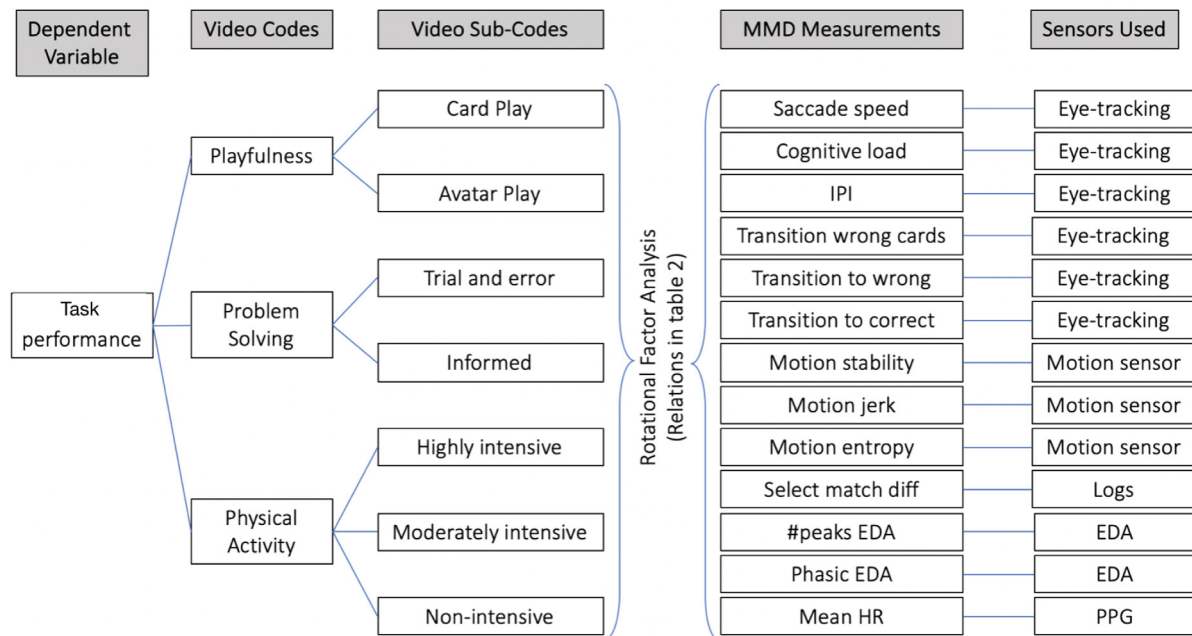 Dependent
Variable
Video Codes
Video Sub-Codes
MMD Measurements
Sensors Used
Task
performance
Playfulness
Problem
Solving
Physical
Activity
Card Play
Avatar Play
Trial and error
Informed
Highly intensive
Moderately intensive
Non-intensive
Rotational Factor Analysis
(Relations in table 2)
Saccade speed
Eye-tracking
Cognitive load
Eye-tracking
IPI
Eye-tracking
Transition wrong cards
Eye-tracking
Transition to wrong
Eye-tracking
Transition to correct
Eye-tracking
Motion stability
Motion sensor
Motion jerk
Motion sensor
Motion entropy
Motion sensor
Select match diff
Logs
#peaks EDA
EDA
Phasic EDA
EDA
Mean HR
PPG